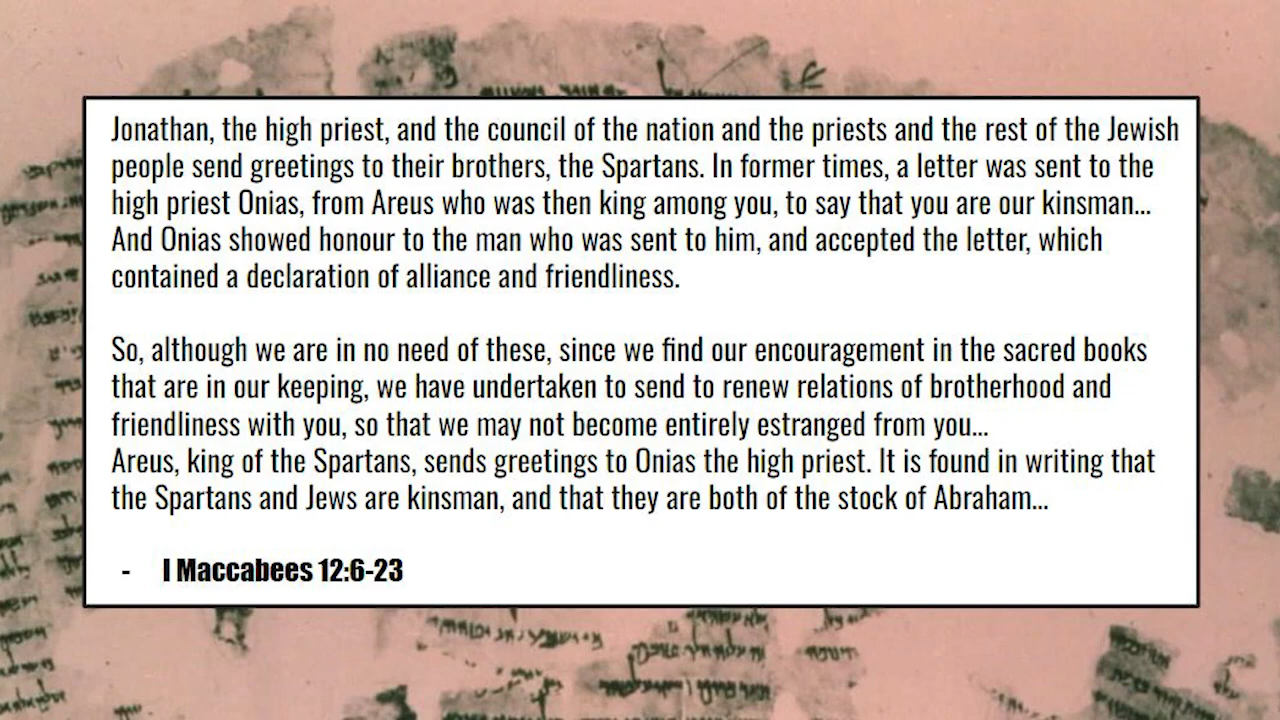 Jonathan, the high priest, and the council of the nation and the priests and the rest of the Jewish
people send greetings to their brothers, the Spartans. In former times, a letter was sent to the
high priest Onias, from Areus who was then king among you, to say that you are our kinsman...
And Onias showed honour to the man who was sent to him, and accepted the letter, which
contained a declaration of alliance and friendliness.
So, although we are in no need of these, since we find our encouragement in the sacred books
that are in our keeping, we have undertaken to send to renew relations of brotherhood and
friendliness with you, so that we may not become entirely estranged from you...
Areus, king of the Spartans, sends greetings to Onias the high priest. It is found in writing that
the Spartans and Jews are kinsman, and that they are both of the stock of Abraham...
- I Maccabees 12:6-23